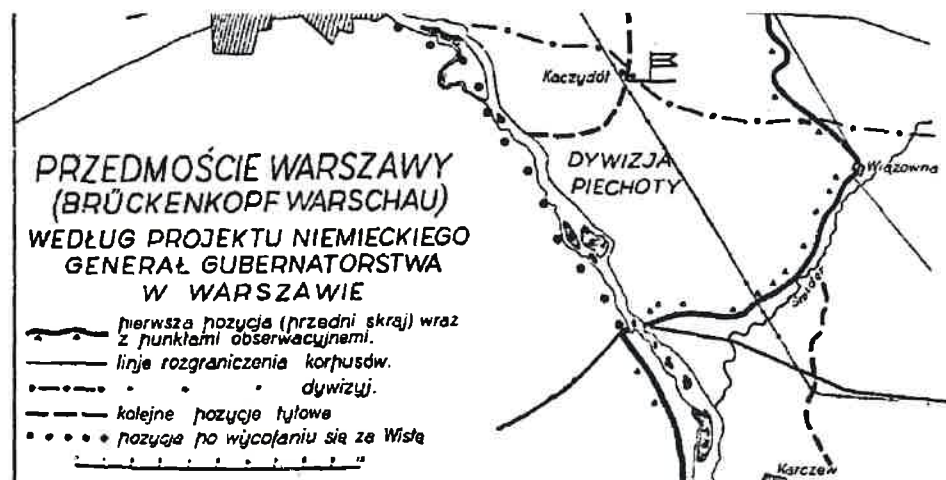 Kaczydół
DYWIZJA
PIECHOTY
Wiązowna
Świder
Karczew
PRZEDMOŚCIE WARSZAWY
(BRÜCKENKOPF WARSCHAU)
WEDŁUG PROJEKTU NIEMIECKIEGO
GENERAŁ GUBERNATORSTWA
W WARSZAWIE
pierwsza pozycja (przedni skraj) wraz
z punktami obserwacyjnemi.
linje rozgraniczenia korpusów.
" " dywizyj.
kolejne pozycje tyłowe
pozycja po wycofaniu się za Wisłę